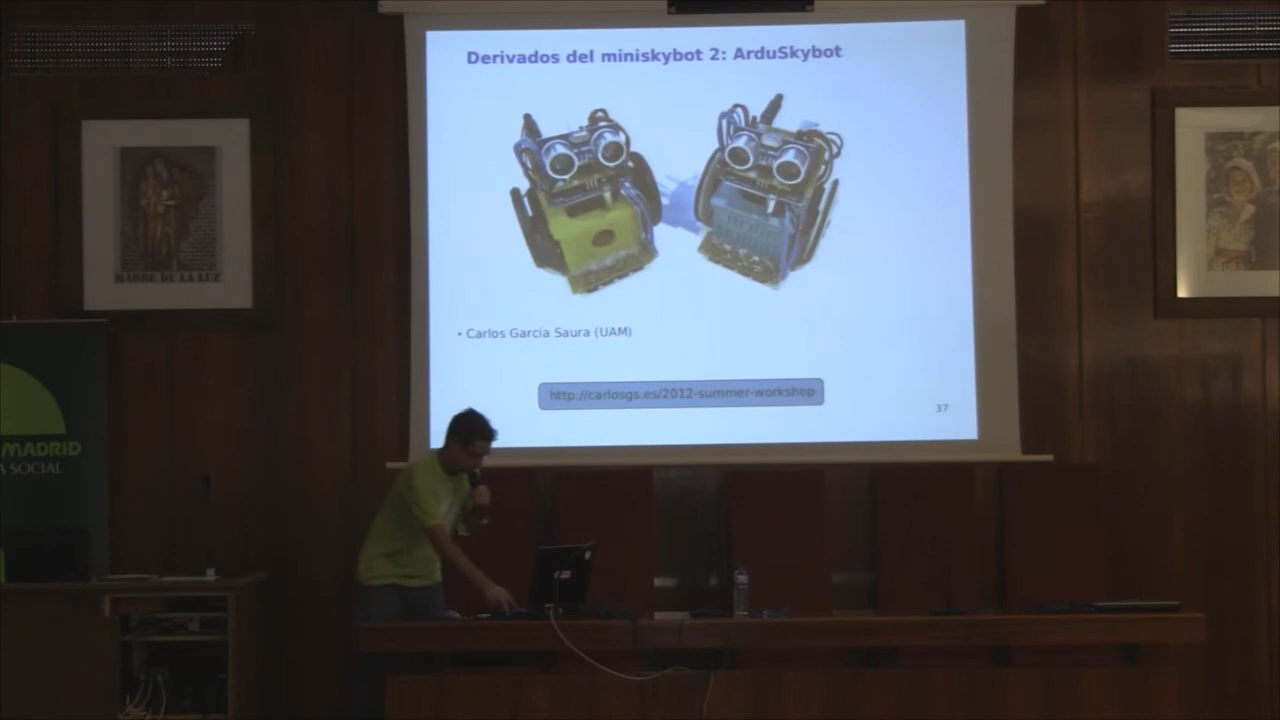 Derivados del miniskybot 2: ArduSkybot
• Carlos García Saura (UAM)
http://carlosgs.es/2012-summer-workshop
37
MADRE DE LA LUZ
MADRID
A SOCIAL